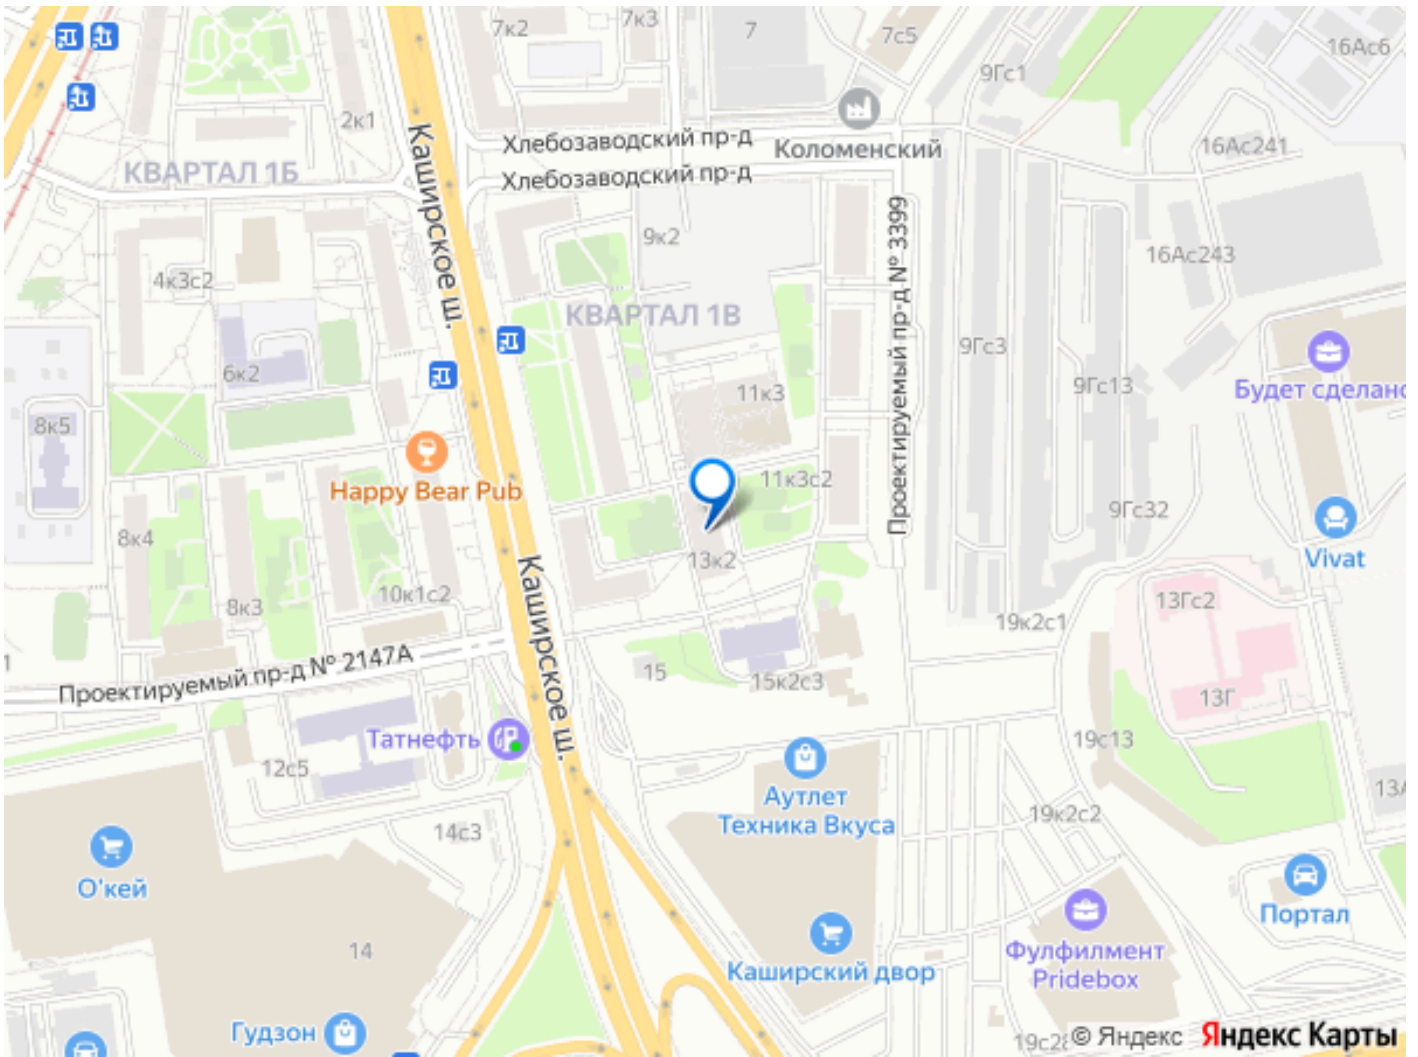 7к2
7к3
7
7с5
16Ас6
9Гс1
2к1
Каширское ш.
Хлебозаводский пр-д
Коломенский
16Ас241
КВАРТАЛ 1Б
Хлебозаводский пр-д
Проектируемый пр-д № 3399
9к2
16Ас243
4к3с2
КВАРТАЛ 1В
9Гс3
6к2
11к3
9Гс13
Будет сделано
8к5
Happy Bear Pub
11к3с2
9Гс32
8к4
Vivat
13к2
10к1с2
8к3
13Гс2
Каширское ш.
19к2с1
1
Проектируемый пр-д № 2147А
15
15к2с3
13Г
Татнефть
19с13
12с5
Аутлет
Техника Вкуса
13А
14с3
19к2с2
О'кей
Портал
14
Каширский двор
Фулфилмент
Pridebox
Гудзон
© Яндекс
Яндекс Карты